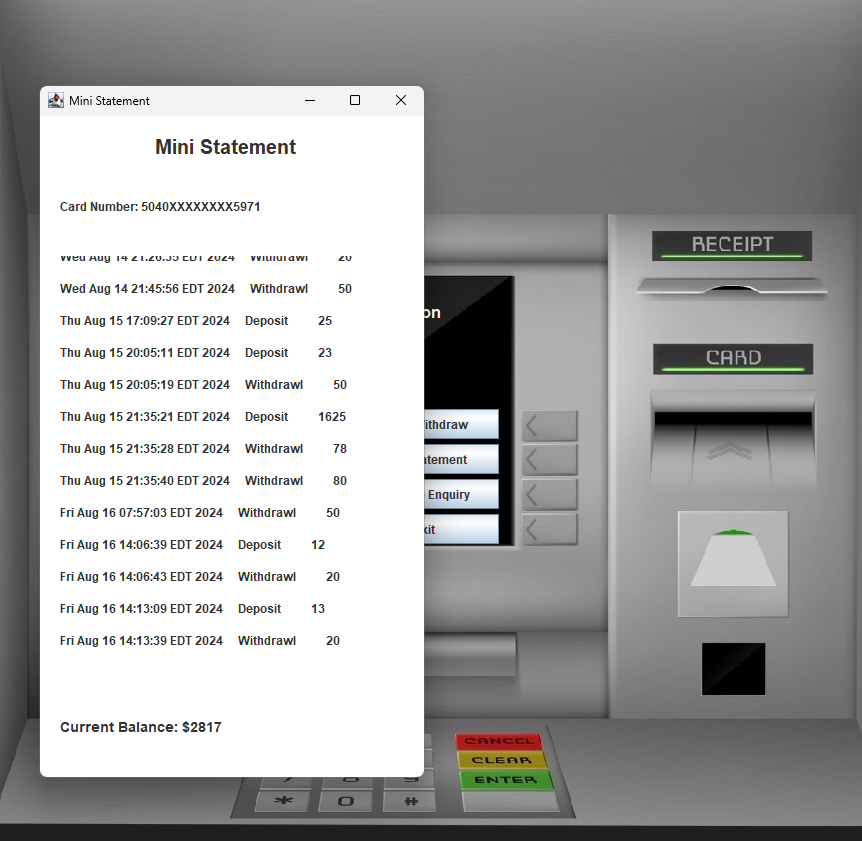 Mini Statement
Mini Statement
Card Number: 5040XXXXXXXX5971
Wed Aug 14 21:26:35 EDT 2024 Withdrawl 20
Wed Aug 14 21:45:56 EDT 2024 Withdrawl 50
Thu Aug 15 17:09:27 EDT 2024 Deposit 25
Thu Aug 15 20:05:11 EDT 2024 Deposit 23
Thu Aug 15 20:05:19 EDT 2024 Withdrawl 50
Thu Aug 15 21:35:21 EDT 2024 Deposit 1625
Thu Aug 15 21:35:28 EDT 2024 Withdrawl 78
Thu Aug 15 21:35:40 EDT 2024 Withdrawl 80
Fri Aug 16 07:57:03 EDT 2024 Withdrawl 50
Fri Aug 16 14:06:39 EDT 2024 Deposit 12
Fri Aug 16 14:06:43 EDT 2024 Withdrawl 20
Fri Aug 16 14:13:09 EDT 2024 Deposit 13
Fri Aug 16 14:13:39 EDT 2024 Withdrawl 20
Current Balance: $2817
on
ithdraw
atement
Enquiry
xit
RECEIPT
CARD
CANCEL
CLEAR
ENTER
7 8 9
* 0 #